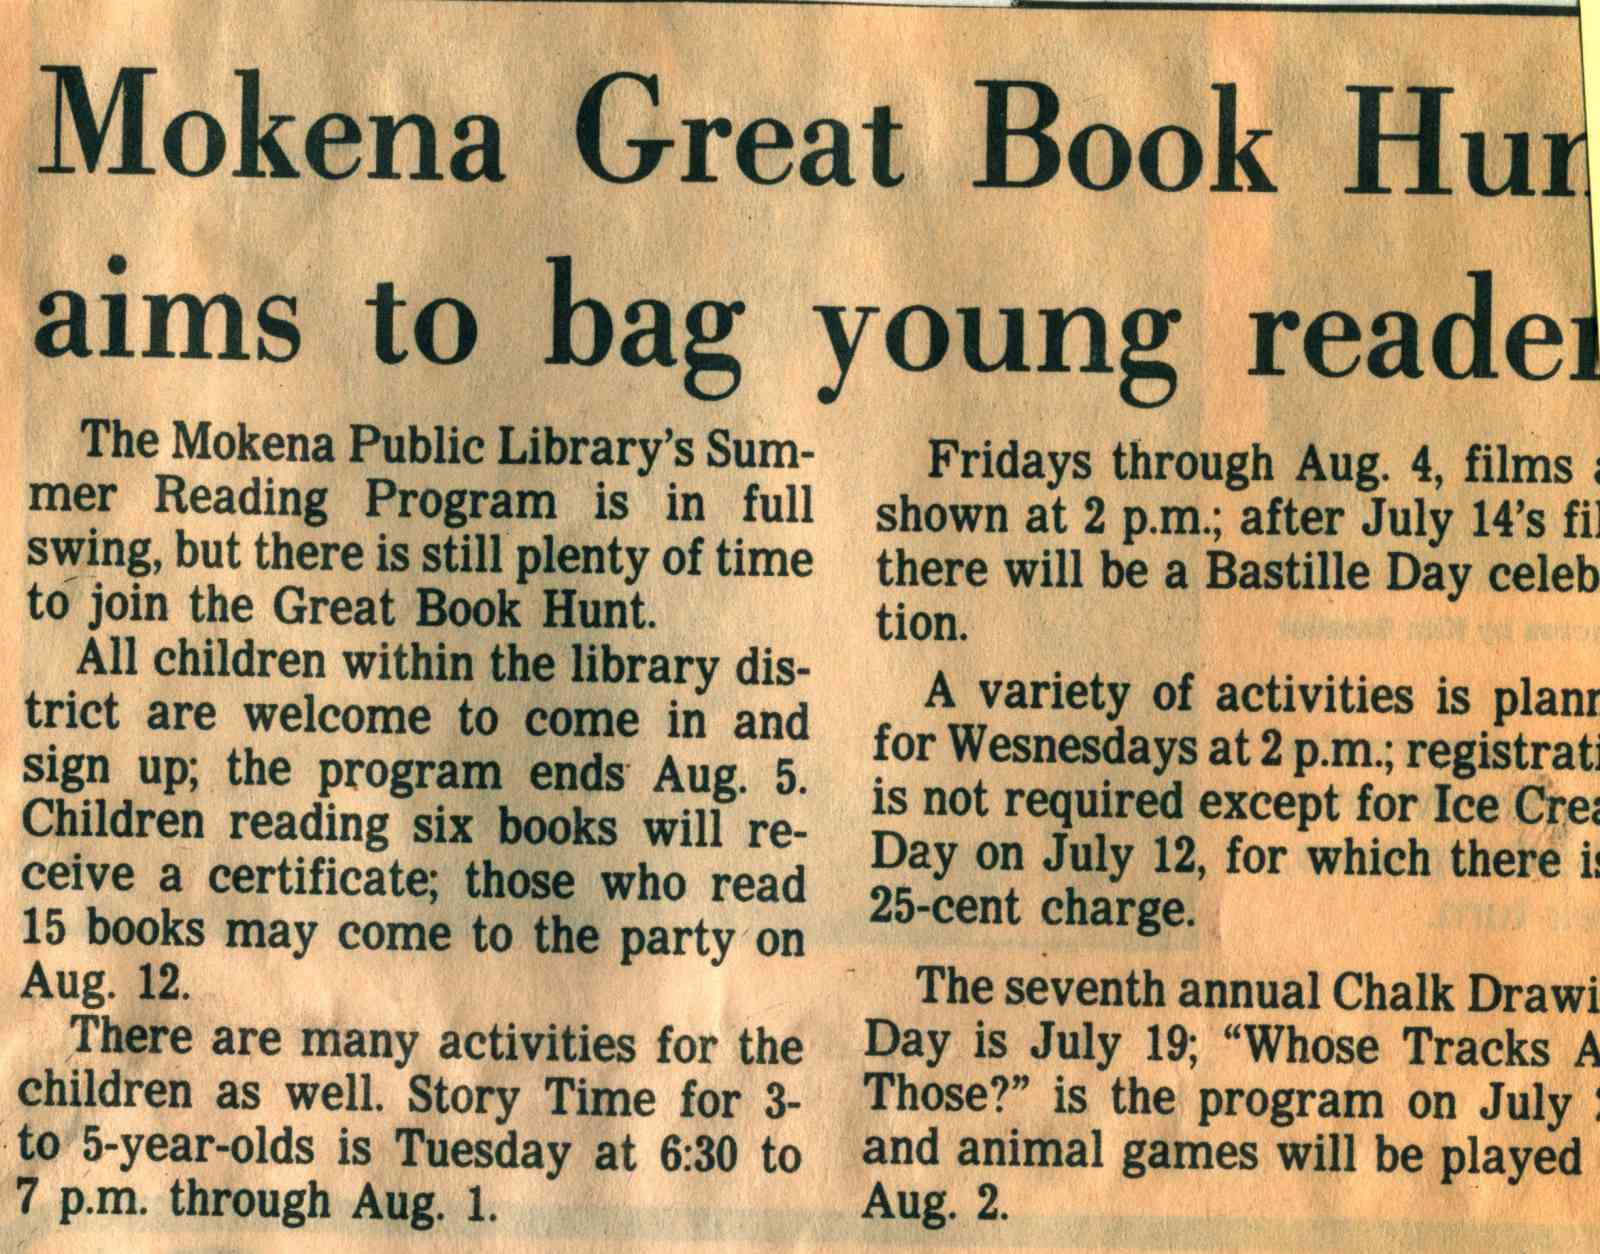 Mokena Great Book Hun
aims to bag young reader
The Mokena Public Library's Sum-
mer Reading Program is in full
swing, but there is still plenty of time
to join the Great Book Hunt.
All children within the library dis-
trict are welcome to come in and
sign up; the program ends Aug. 5.
Children reading six books will re-
ceive a certificate; those who read
15 books may come to the party on
Aug. 12.
There are many activities for the
children as well. Story Time for 3-
to 5-year-olds is Tuesday at 6:30 to
7 p.m. through Aug. 1.
Fridays through Aug. 4, films
shown at 2 p.m.; after July 14's fil
there will be a Bastille Day celeb
tion.
A variety of activities is plann
for Wesnesdays at 2 p.m.; registrati
is not required except for Ice Crea
Day on July 12, for which there is
25-cent charge.
The seventh annual Chalk Drawi
Day is July 19; "Whose Tracks A
Those?" is the program on July
and animal games will be played
Aug. 2.